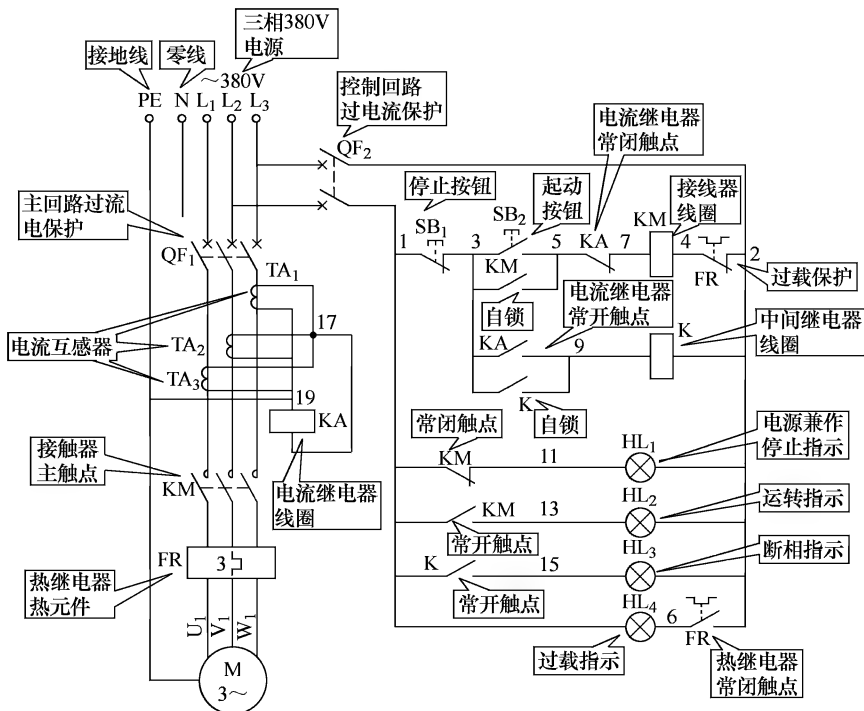 三相380V
电源
接地线
零线
～380V
PE N L1 L2 L3
控制回路
过电流保护
QF2
电流继电器
常闭触点
停止按钮
起动
按钮
接线器
线圈
主回路过流
电保护
QF1
1 SB1 3 SB2 5 KA 7 KM 4 FR 2
KM
自锁
过载保护
TA1
电流继电器
常开触点
中间继电器
线圈
电流互感器
TA2
17
KA
9
K
TA3
19
KA
K
自锁
接触器
主触点
KM
电流继电器
线圈
常闭触点
KM
11
HL1
电源兼作
停止指示
KM
13
HL2
运转指示
常开触点
K
15
HL3
断相指示
常开触点
FR
3
热继电器
热元件
HL4
6
FR
过载指示
热继电器
常闭触点
U1
V1
W1
M
3～